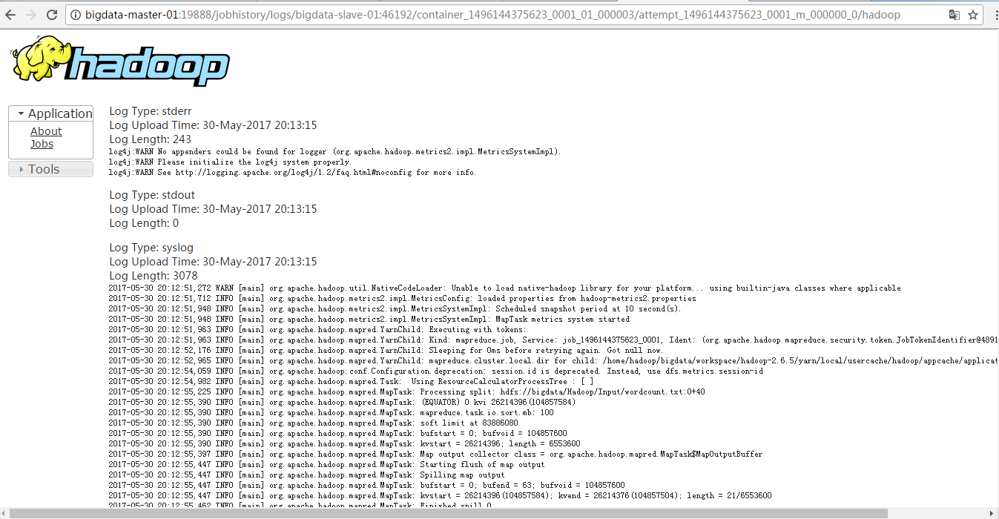 bigdata-master-01:19888/jobhistory/logs/bigdata-slave-01:46192/container_1496144375623_0001_01_000003/attempt_1496144375623_0001_m_000000_0/hadoop
hadoop
Application
About
Jobs
Tools
Log Type: stderr
Log Upload Time: 30-May-2017 20:13:15
Log Length: 243
log4j:WARN No appenders could be found for logger (org.apache.hadoop.metrics2.impl.MetricsSystemImpl).
log4j:WARN Please initialize the log4j system properly.
log4j:WARN See http://logging.apache.org/log4j/1.2/faq.html#noconfig for more info.
Log Type: stdout
Log Upload Time: 30-May-2017 20:13:15
Log Length: 0
Log Type: syslog
Log Upload Time: 30-May-2017 20:13:15
Log Length: 3078
2017-05-30 20:12:51,272 WARN [main] org.apache.hadoop.util.NativeCodeLoader: Unable to load native-hadoop library for your platform... using builtin-java classes where applicable
2017-05-30 20:12:51,712 INFO [main] org.apache.hadoop.metrics2.impl.MetricsConfig: loaded properties from hadoop-metrics2.properties
2017-05-30 20:12:51,948 INFO [main] org.apache.hadoop.metrics2.impl.MetricsSystemImpl: Scheduled snapshot period at 10 second(s).
2017-05-30 20:12:51,948 INFO [main] org.apache.hadoop.metrics2.impl.MetricsSystemImpl: MapTask metrics system started
2017-05-30 20:12:51,963 INFO [main] org.apache.hadoop.mapred.YarnChild: Executing with tokens:
2017-05-30 20:12:51,963 INFO [main] org.apache.hadoop.mapred.YarnChild: Kind: mapreduce.job, Service: job_1496144375623_0001, Ident: (org.apache.hadoop.mapreduce.security.token.JobTokenIdentifier@4891
2017-05-30 20:12:52,176 INFO [main] org.apache.hadoop.mapred.YarnChild: Sleeping for 0ms before retrying again. Got null now.
2017-05-30 20:12:52,965 INFO [main] org.apache.hadoop.mapred.YarnChild: mapreduce.cluster.local.dir for child: /home/hadoop/bigdata/workspace/hadoop-2.6.5/yarn/local/usercache/hadoop/appcache/applicat
2017-05-30 20:12:54,059 INFO [main] org.apache.hadoop.conf.Configuration.deprecation: session.id is deprecated. Instead, use dfs.metrics.session-id
2017-05-30 20:12:54,982 INFO [main] org.apache.hadoop.mapred.Task:  Using ResourceCalculatorProcessTree : [ ]
2017-05-30 20:12:55,225 INFO [main] org.apache.hadoop.mapred.MapTask: Processing split: hdfs://bigdata/Hadoop/Input/wordcount.txt:0+40
2017-05-30 20:12:55,390 INFO [main] org.apache.hadoop.mapred.MapTask: (EQUATOR) 0 kvi 26214396(104857584)
2017-05-30 20:12:55,390 INFO [main] org.apache.hadoop.mapred.MapTask: mapreduce.task.io.sort.mb: 100
2017-05-30 20:12:55,390 INFO [main] org.apache.hadoop.mapred.MapTask: soft limit at 83886080
2017-05-30 20:12:55,390 INFO [main] org.apache.hadoop.mapred.MapTask: bufstart = 0; bufvoid = 104857600
2017-05-30 20:12:55,390 INFO [main] org.apache.hadoop.mapred.MapTask: kvstart = 26214396; length = 6553600
2017-05-30 20:12:55,397 INFO [main] org.apache.hadoop.mapred.MapTask: Map output collector class = org.apache.hadoop.mapred.MapTask$MapOutputBuffer
2017-05-30 20:12:55,447 INFO [main] org.apache.hadoop.mapred.MapTask: Starting flush of map output
2017-05-30 20:12:55,447 INFO [main] org.apache.hadoop.mapred.MapTask: Spilling map output
2017-05-30 20:12:55,447 INFO [main] org.apache.hadoop.mapred.MapTask: bufstart = 0; bufend = 63; bufvoid = 104857600
2017-05-30 20:12:55,447 INFO [main] org.apache.hadoop.mapred.MapTask: kvstart = 26214396(104857584); kvend = 26214376(104857504); length = 21/6553600
2017-05-30 20:12:55,462 INFO [main] org.apache.hadoop.mapred.MapTask: Finished spill 0